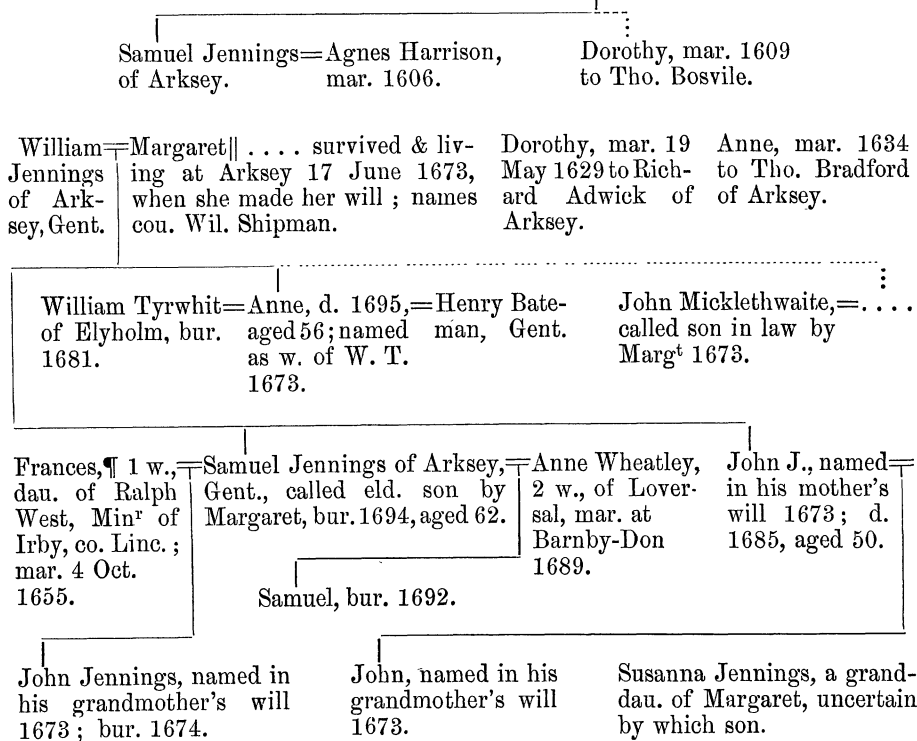 Samuel Jennings=Agnes Harrison,
of Arksey. mar. 1606.
Dorothy, mar. 1609
to Tho. Bosvile.
William=Margaret|| .... survived & liv-
Jennings ing at Arksey 17 June 1673,
of Ark- when she made her will ; names
sey, Gent. cou. Wil. Shipman.
Dorothy, mar. 19
May 1629 to Rich-
ard Adwick of
Arksey.
Anne, mar. 1634
to Tho. Bradford
of Arksey.
William Tyrwhit=Anne, d. 1695,=Henry Bate-
of Elyholm, bur. aged 56; named man, Gent.
1681. as w. of W. T.
1673.
John Micklethwaite,=....
called son in law by
Margᵗ 1673.
Frances,¶ 1 w.,=Samuel Jennings of Arksey,=Anne Wheatley,
dau. of Ralph Gent., called eld. son by 2 w., of Lover-
West, Minʳ of Margaret, bur. 1694, aged 62. sal, mar. at
Irby, co. Linc. ; Barnby-Don
mar. 4 Oct. 1689.
1655.
John J., named=
in his mother's
will 1673 ; d.
1685, aged 50.
Samuel, bur. 1692.
John Jennings, named in
his grandmother's will
1673 ; bur. 1674.
John, named in his
grandmother's will
1673.
Susanna Jennings, a grand-
dau. of Margaret, uncertain
by which son.